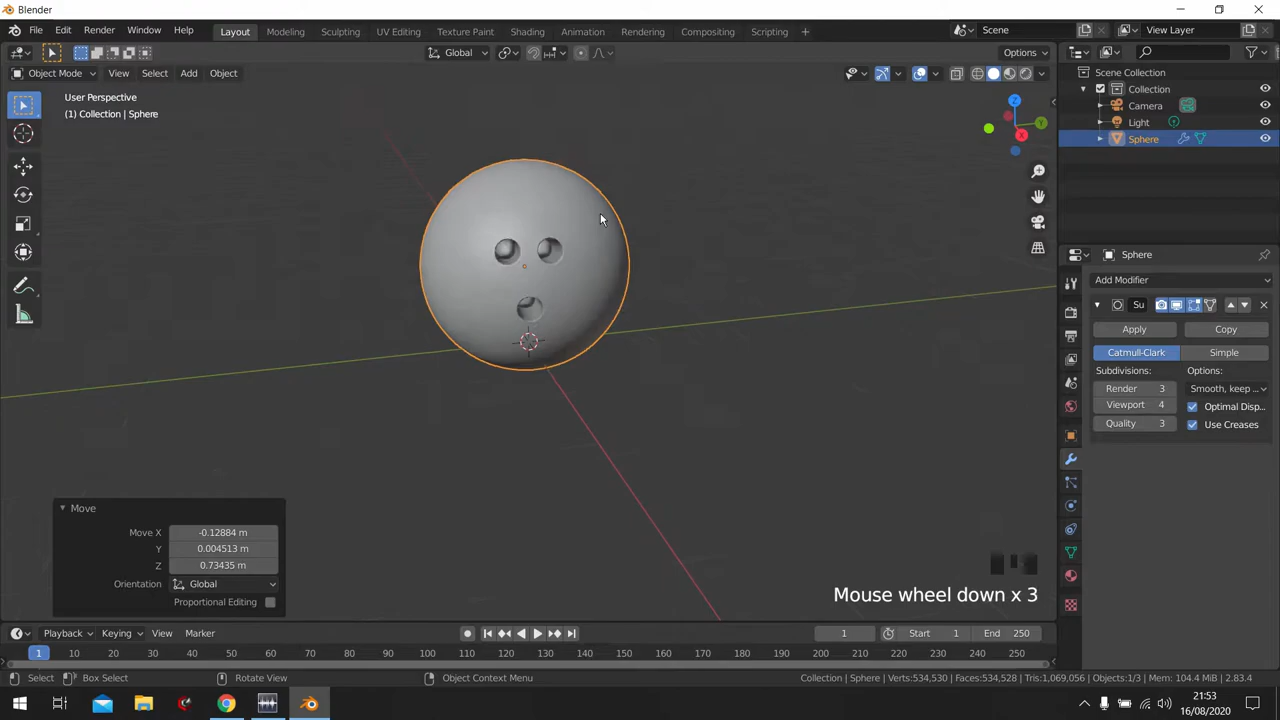 Blender
File Edit Render Window Help
Layout Modeling Sculpting UV Editing Texture Paint Shading Animation Rendering Compositing Scripting +
Scene
View Layer
Global
Options
Object Mode View Select Add Object
User Perspective
(1) Collection | Sphere
Z
Y
X
Scene Collection
Collection
Camera
Light
Sphere
Sphere
Add Modifier
Su
Apply Copy
Catmull-Clark Simple
Subdivisions: Options:
Render 3 Smooth, keep ...
Viewport 4 Optimal Disp...
Quality 3 Use Creases
Move
Move X -0.12884 m
Y 0.004513 m
Z 0.73435 m
Orientation Global
Proportional Editing
Mouse wheel down x 3
Playback Keying View Marker
1 Start 1 End 250
1 10 20 30 40 50 60 70 80 90 100 110 120 130 140 150 160 170 180 190 200 210 220 230 240 250
Select Box Select Rotate View Object Context Menu
Collection | Sphere | Verts:534,530 | Faces:534,528 | Tris:1,069,056 | Objects:1/3 | Mem: 104.4 MiB | 2.83.4
21:53
16/08/2020